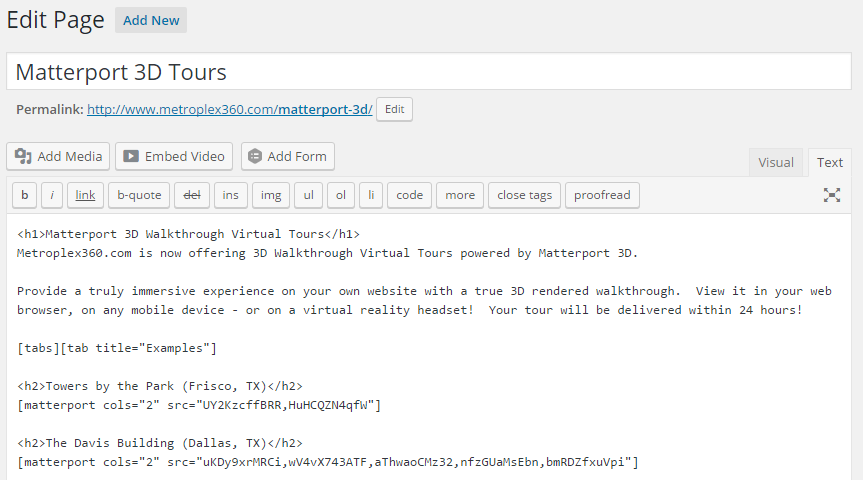 Edit Page Add New
Matterport 3D Tours
Permalink: http://www.metroplex360.com/matterport-3d/ Edit
Add Media Embed Video Add Form Visual Text
b i link b-quote del ins img ul ol li code more close tags proofread
<h1>Matterport 3D Walkthrough Virtual Tours</h1>
Metroplex360.com is now offering 3D Walkthrough Virtual Tours powered by Matterport 3D.
Provide a truly immersive experience on your own website with a true 3D rendered walkthrough.  View it in your web
browser, on any mobile device - or on a virtual reality headset!  Your tour will be delivered within 24 hours!
[tabs][tab title="Examples"]
<h2>Towers by the Park (Frisco, TX)</h2>
[matterport cols="2" src="UY2KzcffBRR,HuHCQZN4qfW"]
<h2>The Davis Building (Dallas, TX)</h2>
[matterport cols="2" src="uKDy9xrMRCi,wV4vX743ATF,aThwaoCMz32,nfzGUaMsEbn,bmRDZfxuVpi"]